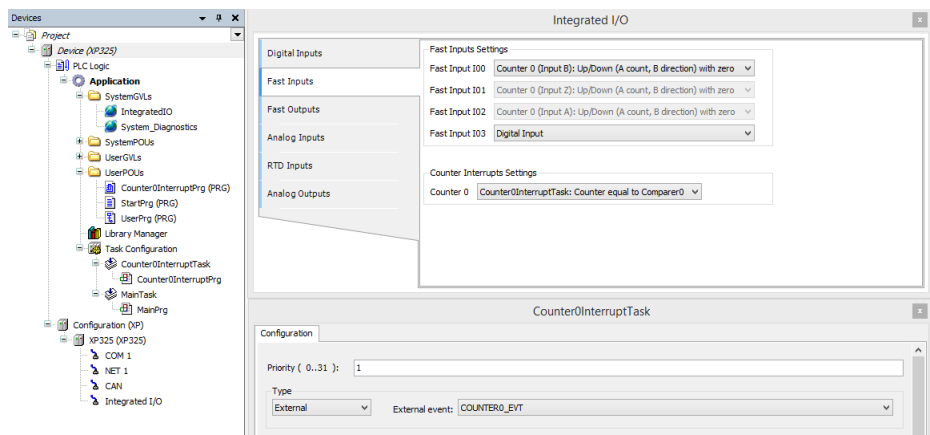 Devices
Project
Device (XP325)
PLC Logic
Application
SystemGVLs
IntegratedIO
System_Diagnostics
SystemPOUs
UserGVLs
UserPOUs
Counter0InterruptPrg (PRG)
StartPrg (PRG)
UserPrg (PRG)
Library Manager
Task Configuration
Counter0InterruptTask
Counter0InterruptPrg
MainTask
MainPrg
Configuration (XP)
XP325 (XP325)
COM 1
NET 1
CAN
Integrated I/O
Integrated I/O
x
Digital Inputs
Fast Inputs
Fast Outputs
Analog Inputs
RTD Inputs
Analog Outputs
Fast Inputs Settings
Fast Input I00 Counter 0 (Input B): Up/Down (A count, B direction) with zero
Fast Input I01 Counter 0 (Input Z): Up/Down (A count, B direction) with zero
Fast Input I02 Counter 0 (Input A): Up/Down (A count, B direction) with zero
Fast Input I03 Digital Input
Counter Interrupts Settings
Counter 0 Counter0InterruptTask: Counter equal to Comparer0
Counter0InterruptTask
x
Configuration
Priority ( 0..31 ): 1
Type
External External event: COUNTER0_EVT